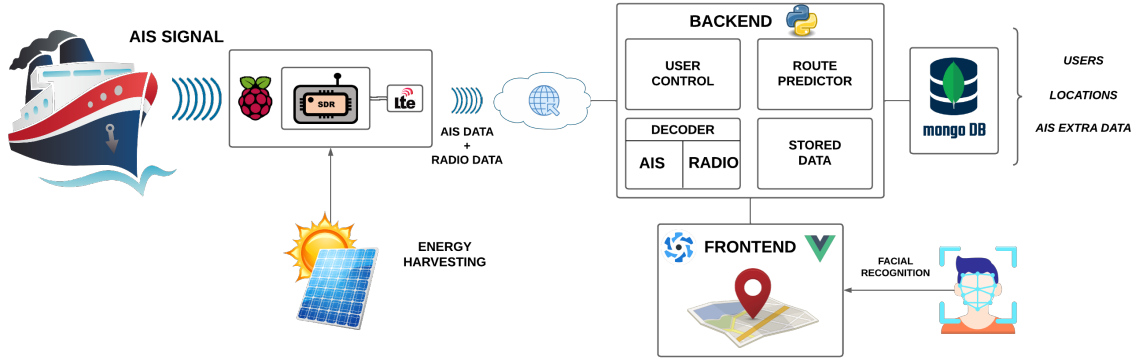 AIS SIGNAL
SDR
Lte
AIS DATA
+
RADIO DATA
ENERGY
HARVESTING
BACKEND
USER
CONTROL
ROUTE
PREDICTOR
DECODER
AIS
RADIO
STORED
DATA
mongo DB
USERS
LOCATIONS
AIS EXTRA DATA
FRONTEND
FACIAL
RECOGNITION